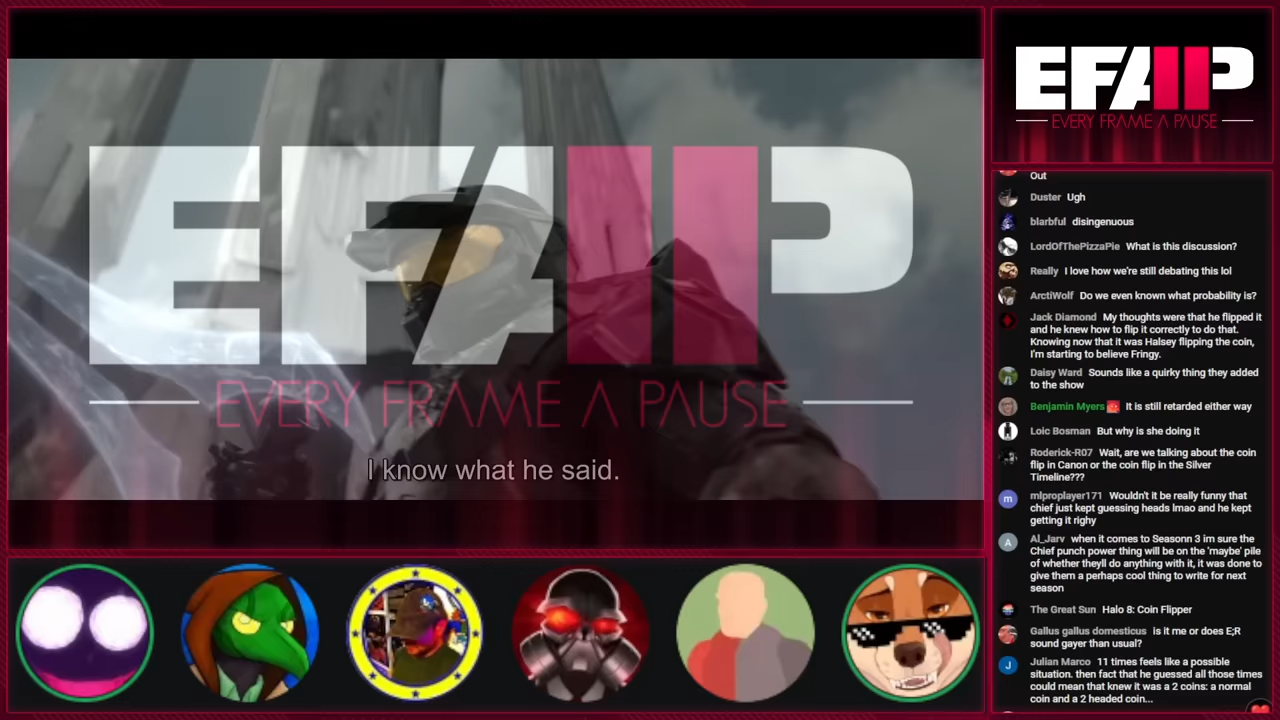 EFAP
EVERY FRAME A PAUSE
I know what he said.
EFAP
EVERY FRAME A PAUSE
Out
Duster Ugh
blarbful disingenuous
LordOfThePizzaPie What is this discussion?
Really I love how we're still debating this lol
ArctiWolf Do we even known what probability is?
Jack Diamond My thoughts were that he flipped it
and he knew how to flip it correctly to do that.
Knowing now that it was Halsey flipping the coin,
I'm starting to believe Fringy.
Daisy Ward Sounds like a quirky thing they added
to the show
Benjamin Myers It is still retarded either way
Loic Bosman But why is she doing it
Roderick-R07 Wait, are we talking about the coin
flip in Canon or the coin flip in the Silver
Timeline???
m
mlproplayer171 Wouldn't it be really funny that
chief just kept guessing heads lmao and he kept
getting it righy
A
Al_Jarv when it comes to Seasonn 3 im sure the
Chief punch power thing will be on the 'maybe' pile
of whether theyll do anything with it, it was done to
give them a perhaps cool thing to write for next
season
The Great Sun Halo 8: Coin Flipper
Gallus gallus domesticus is it me or does E;R
sound gayer than usual?
J
Julian Marco 11 times feels like a possible
situation. then fact that he guessed all those times
could mean that knew it was a 2 coins: a normal
coin and a 2 headed coin...